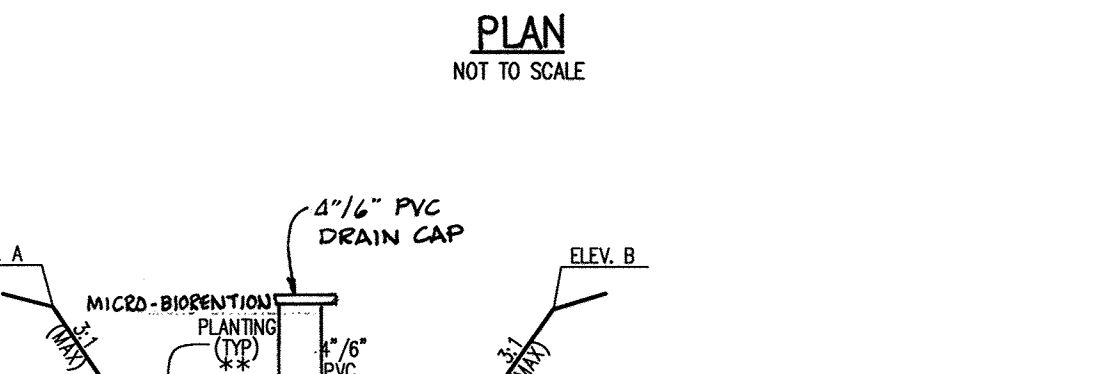 PLAN
NOT TO SCALE
4"/6" PVC
DRAIN CAP
A
ELEV. B
MICRO-BIORENTION
PLANTING
(TYP)
**
3:1
(MAX)
4"/6"
PVC
3:1
(MAX)